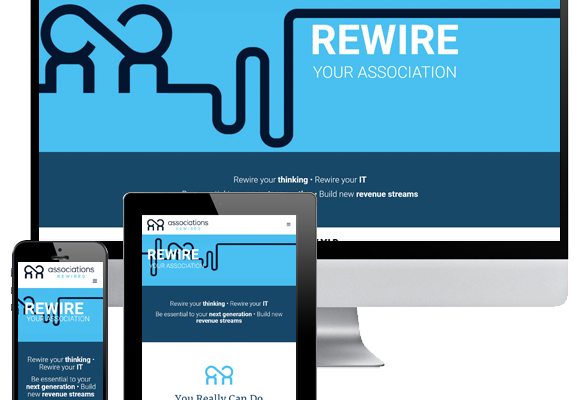 REWIRE
YOUR ASSOCIATION
Rewire your thinking • Rewire your IT
• Build new revenue streams
associations
REWIRED
REWIRE
YOUR ASSOCIATION
Rewire your thinking • Rewire your IT
Be essential to your next generation • Build new
revenue streams
You Really Can Do
associations
REWIRED
REWIRE
YOUR ASSOCIATION
Rewire your thinking •
Rewire your IT
Be essential to your
next generation • Build
new revenue streams